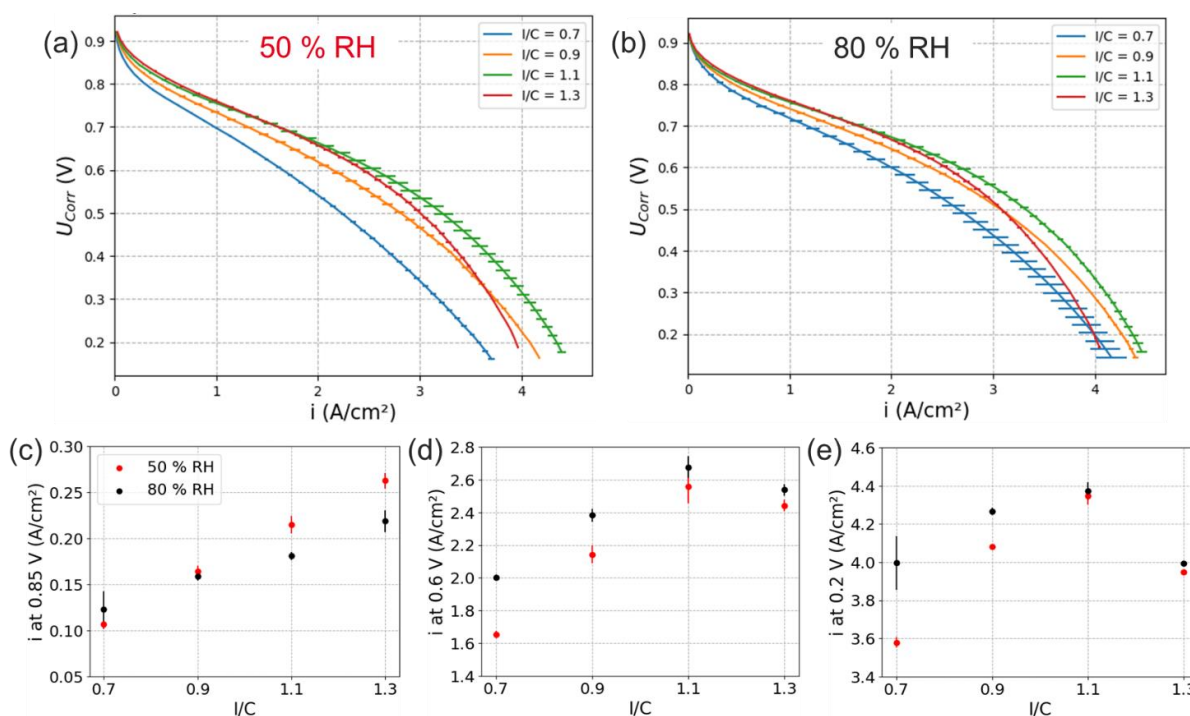 (a)
50 % RH
I/C = 0.7
I/C = 0.9
I/C = 1.1
I/C = 1.3
0.9
0.8
0.7
0.6
0.5
0.4
0.3
0.2
U_Corr (V)
0 1 2 3 4
i (A/cm²)
(b)
80 % RH
I/C = 0.7
I/C = 0.9
I/C = 1.1
I/C = 1.3
0.9
0.8
0.7
0.6
0.5
0.4
0.3
0.2
U_Corr (V)
0 1 2 3 4
i (A/cm²)
(c)
50 % RH
80 % RH
0.30
0.25
0.20
0.15
0.10
0.05
i at 0.85 V (A/cm²)
0.7 0.9 1.1 1.3
I/C
(d)
2.8
2.6
2.4
2.2
2.0
1.8
1.6
1.4
i at 0.6 V (A/cm²)
0.7 0.9 1.1 1.3
I/C
(e)
4.6
4.4
4.2
4.0
3.8
3.6
3.4
i at 0.2 V (A/cm²)
0.7 0.9 1.1 1.3
I/C